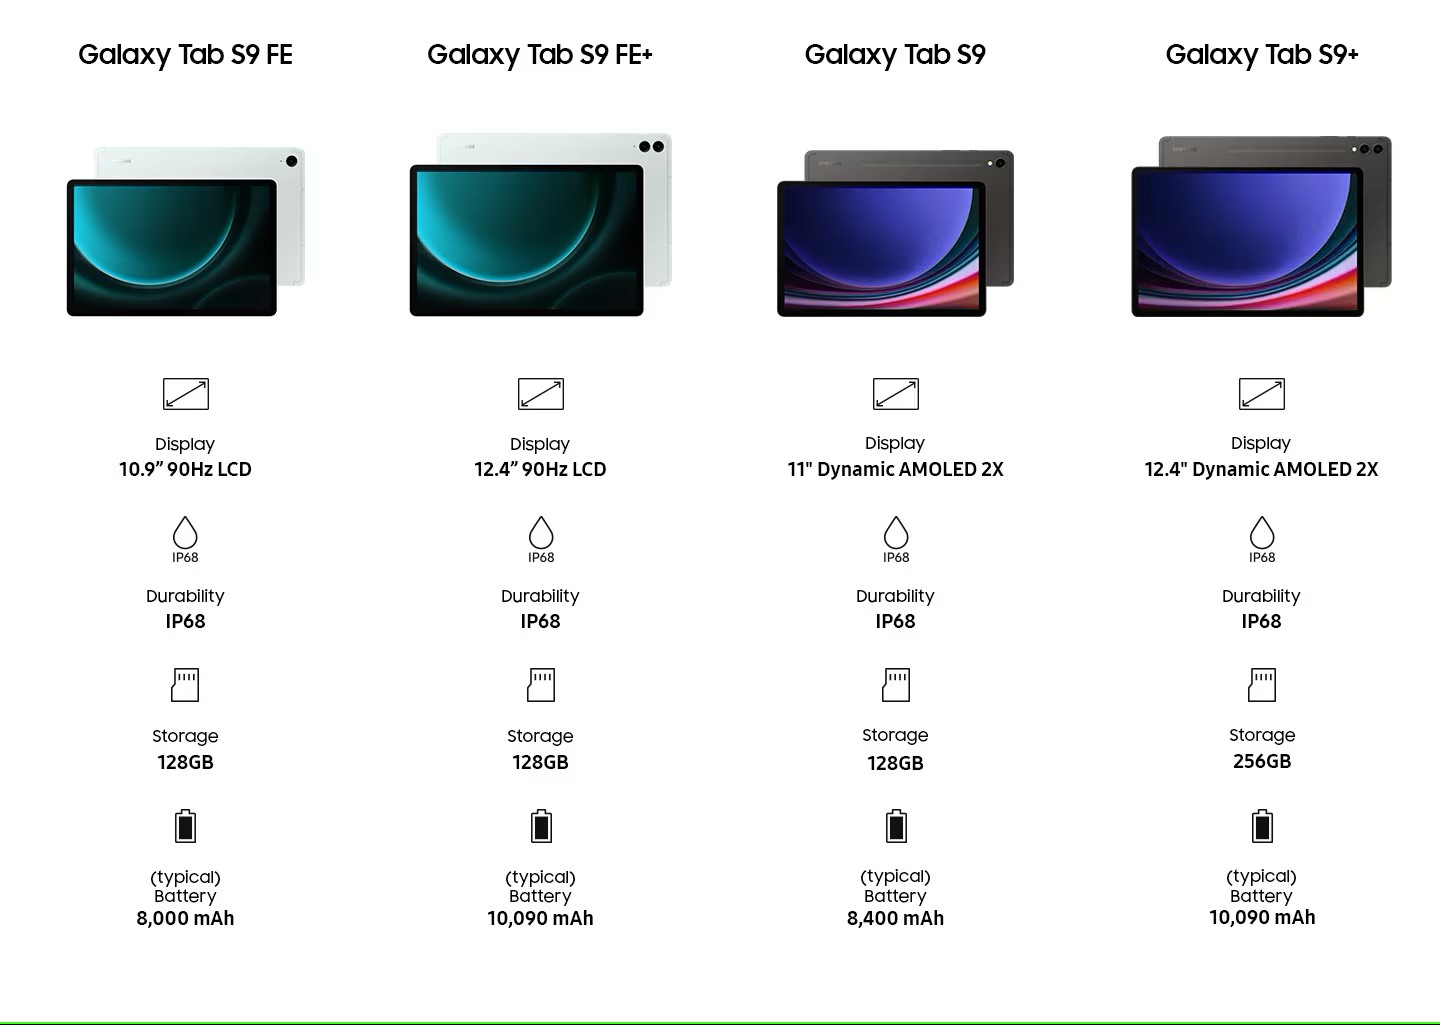 Galaxy Tab S9 FE
Galaxy Tab S9 FE+
Galaxy Tab S9
Galaxy Tab S9+
SAMSUNG
SAMSUNG
Display
10.9” 90Hz LCD
Display
12.4” 90Hz LCD
Display
11" Dynamic AMOLED 2X
Display
12.4" Dynamic AMOLED 2X
IP68
IP68
IP68
IP68
Durability
IP68
Durability
IP68
Durability
IP68
Durability
IP68
Storage
128GB
Storage
128GB
Storage
128GB
Storage
256GB
(typical)
Battery
8,000 mAh
(typical)
Battery
10,090 mAh
(typical)
Battery
8,400 mAh
(typical)
Battery
10,090 mAh